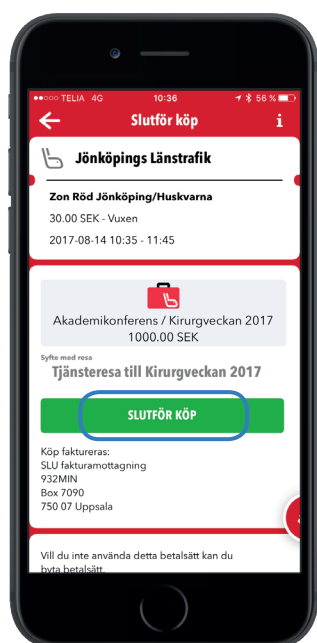 TELIA 4G 10:36 56 %
Slutför köp i
Jönköpings Länstrafik
Zon Röd Jönköping/Huskvarna
30.00 SEK - Vuxen
2017-08-14 10:35 - 11:45
Akademikonferens / Kirurgveckan 2017
1000.00 SEK
Syfte med resa
Tjänsteresa till Kirurgveckan 2017
SLUTFÖR KÖP
Köp faktureras:
SLU fakturamottagning
932MIN
Box 7090
750 07 Uppsala
Vill du inte använda detta betalsätt kan du
byta betalsätt.